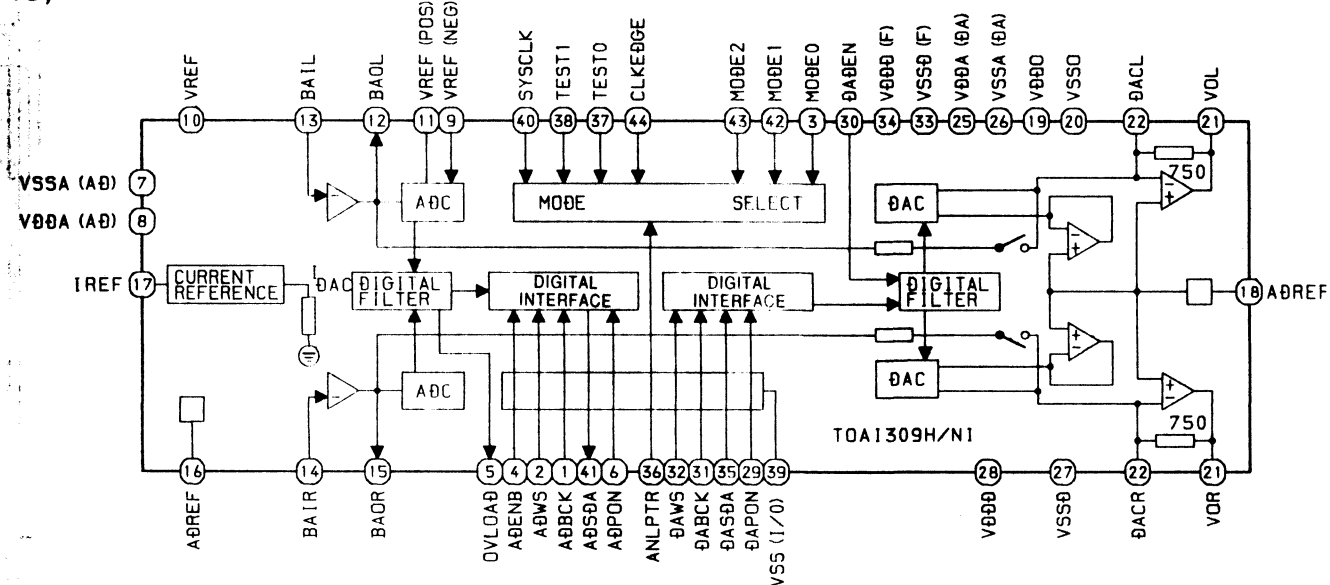 VREF
BAIL
BAOL
VREF (POS)
VREF (NEG)
SYSCLK
TEST1
TEST0
CLKEDGE
MODE2
MODE1
MODE0
DADEN
VDDD (F)
VSSD (F)
VDDA (DA)
VSSA (DA)
VDDO
VSSO
DACL
VOL
10
13
12
11
9
40
38
37
44
43
42
3
30
34
33
25
26
19
20
22
21
VSSA (AD)
7
VDDA (AD)
8
ADC
MODE
SELECT
DAC
750
IREF
17
CURRENT
REFERENCE
I DAC
DIGITAL
FILTER
DIGITAL
INTERFACE
DIGITAL
INTERFACE
DIGITAL
FILTER
18
ADREF
ADC
DAC
750
TDAI309H/NI
16
14
15
5
4
2
1
41
6
36
32
31
35
29
39
28
27
22
21
ADREF
BAIR
BAOR
OVLOAD
ADENB
ADWS
ADBCK
ADSDA
ADPON
ANLPTR
DAWS
DABCK
DASDA
DAPON
VSS (I/O)
VDDD
VSSD
DACR
VOR